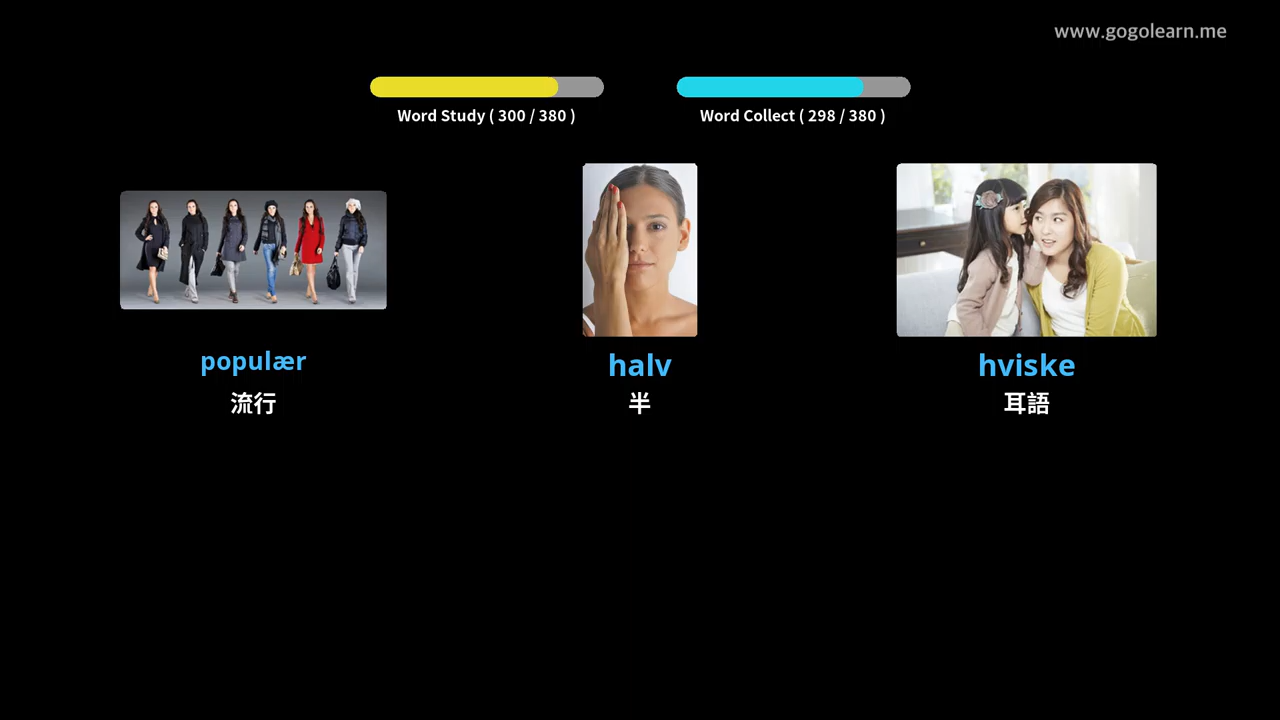 www.gogolearn.me
Word Study ( 300 / 380 )
Word Collect ( 298 / 380 )
populær
halv
hviske
流行
半
耳語